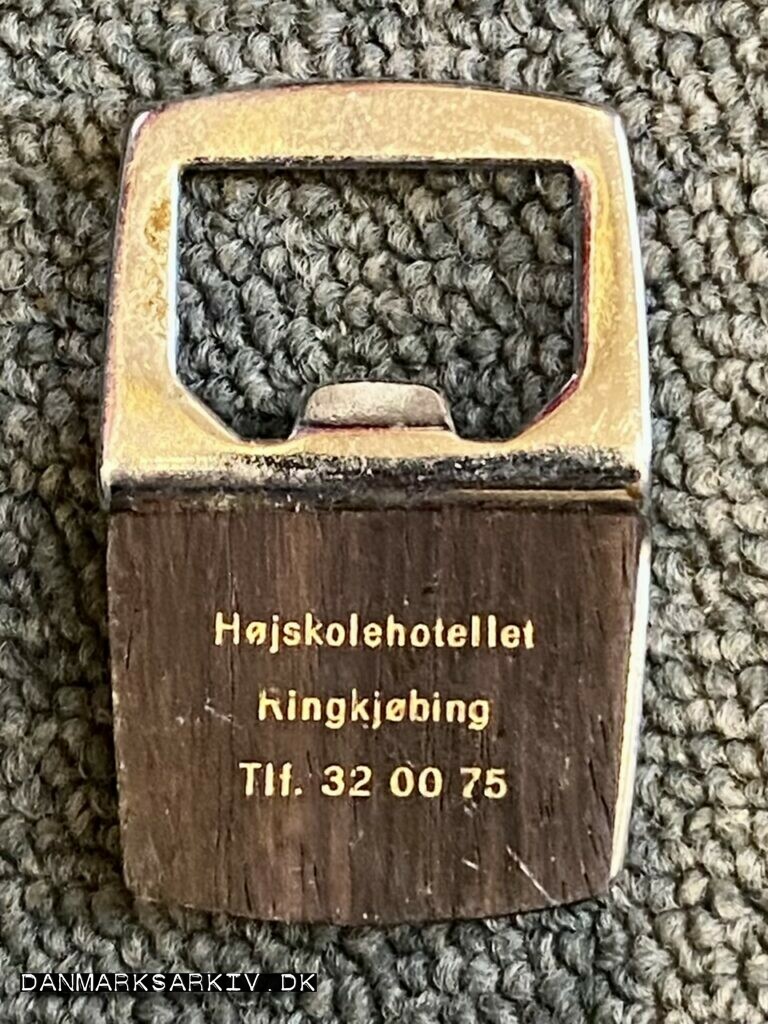 Højskolehotellet
Ringkjøbing
Tlf. 32 00 75
DANMARKSARKIV.DK